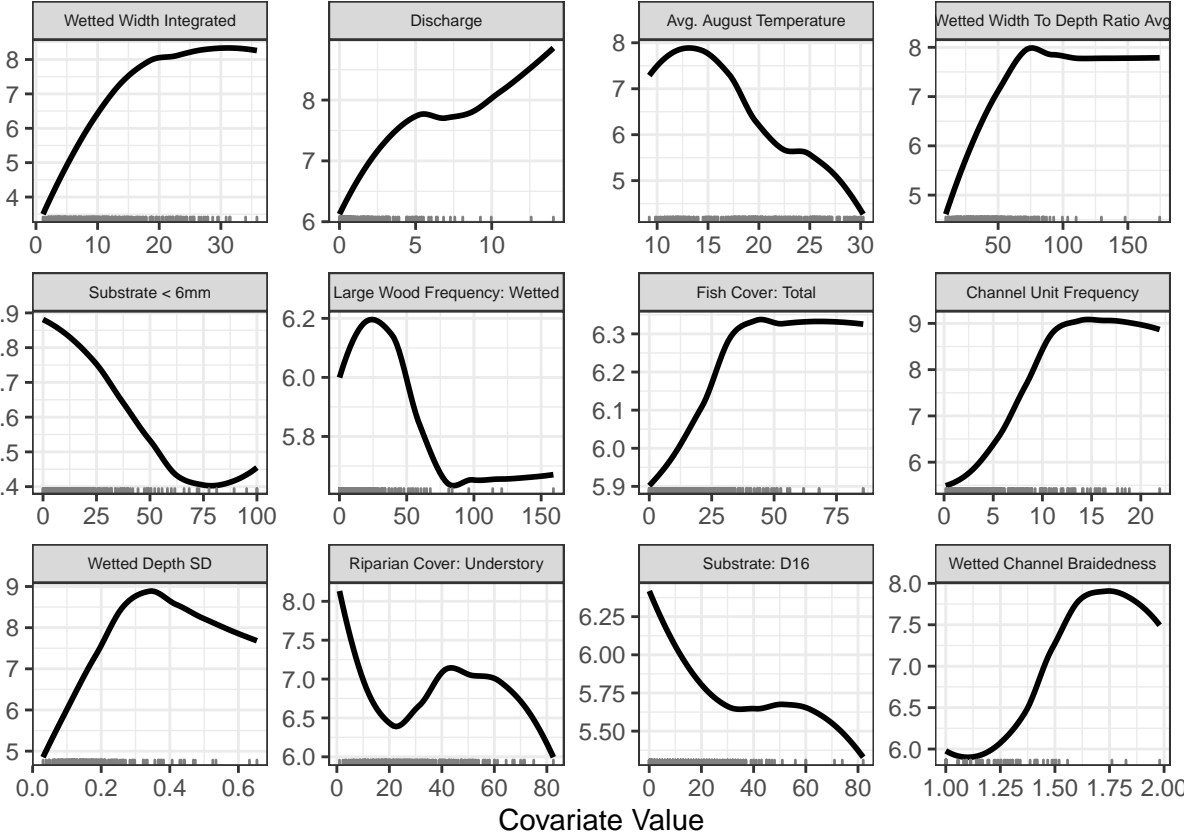 Wetted Width Integrated
Discharge
Avg. August Temperature
Wetted Width To Depth Ratio Avg
8
7
6
5
4
8
7
6
8
7
6
5
8
7
6
5
0 10 20 30
0 5 10
10 15 20 25 30
50 100 150
Substrate < 6mm
Large Wood Frequency: Wetted
Fish Cover: Total
Channel Unit Frequency
.9
.8
.7
.6
.5
.4
6.2
6.0
5.8
6.3
6.2
6.1
6.0
5.9
9
8
7
6
0 25 50 75 100
0 50 100 150
0 25 50 75
0 5 10 15 20
Wetted Depth SD
Riparian Cover: Understory
Substrate: D16
Wetted Channel Braidedness
9
8
7
6
5
8.0
7.5
7.0
6.5
6.0
6.25
6.00
5.75
5.50
8.0
7.5
7.0
6.5
6.0
0.0 0.2 0.4 0.6
0 20 40 60 80
0 20 40 60 80
1.00 1.25 1.50 1.75 2.00
Covariate Value